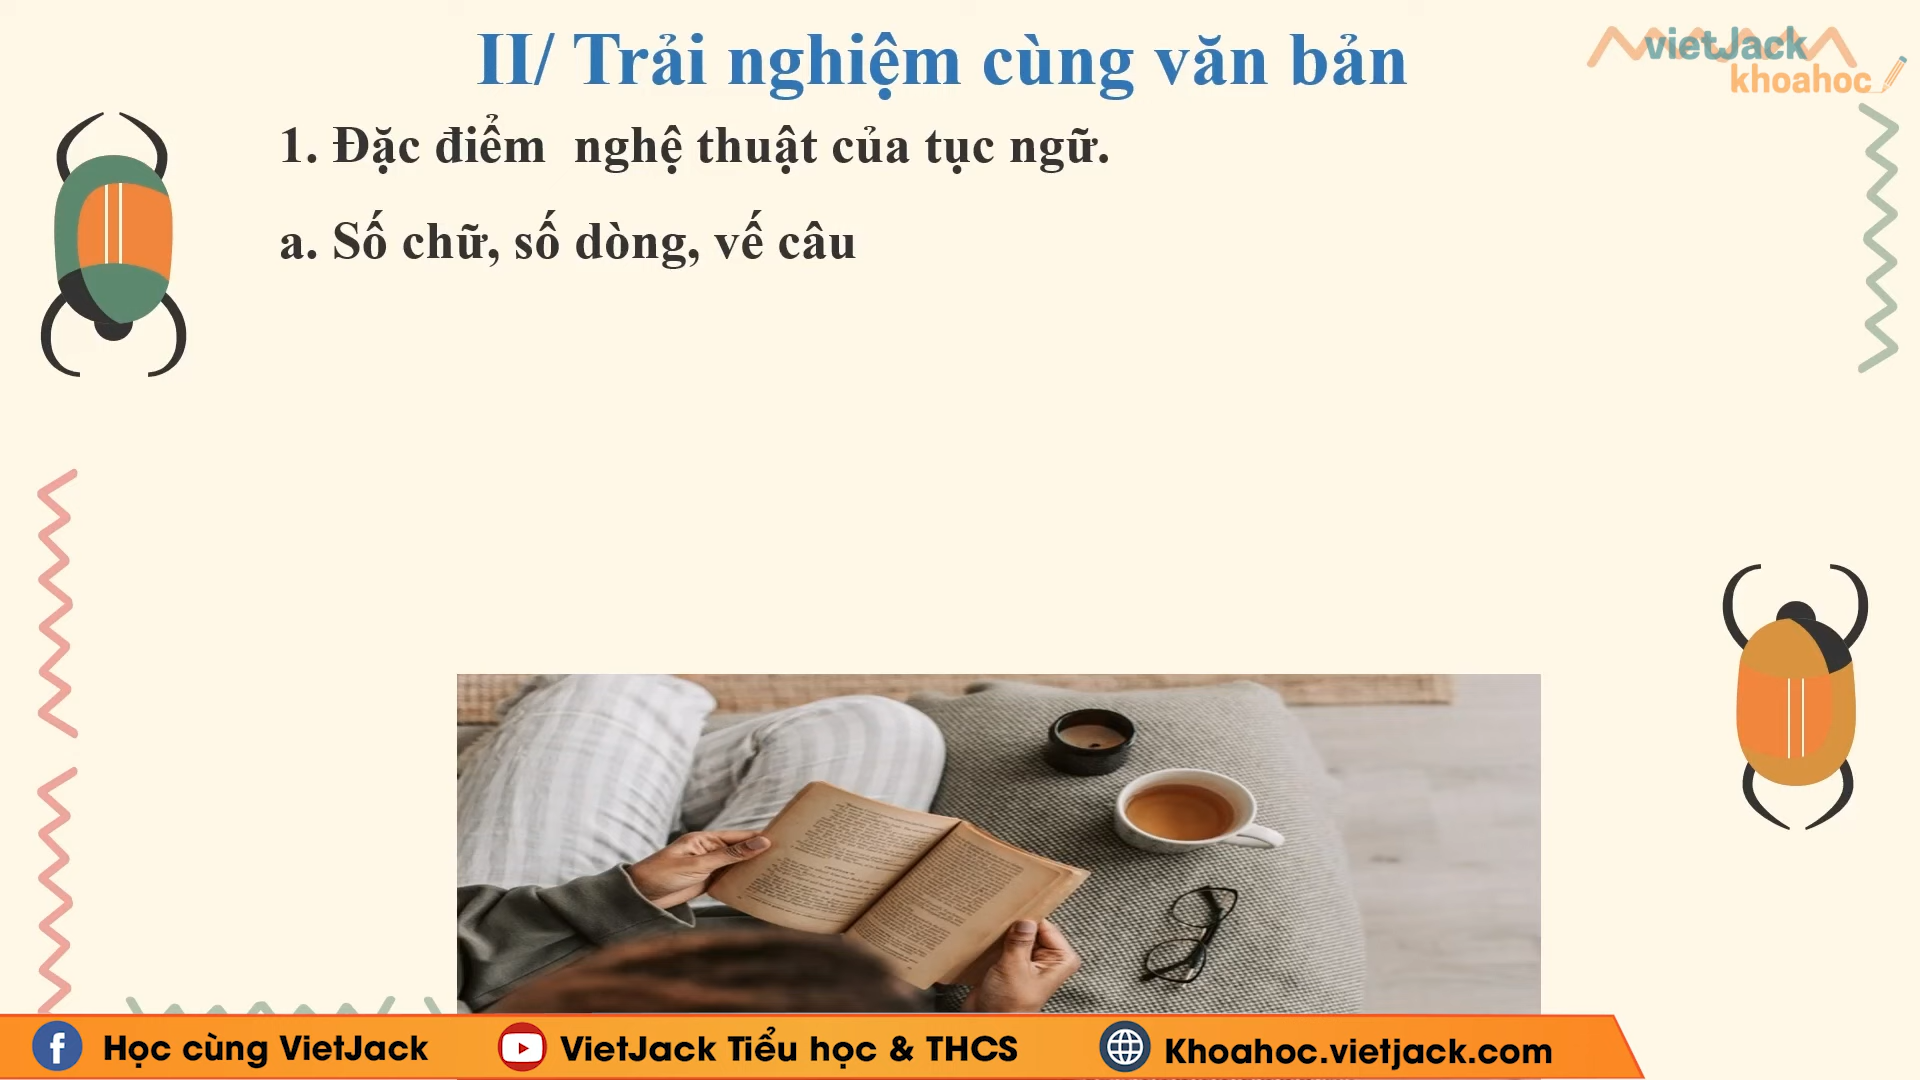 II/ Trải nghiệm cùng văn bản
vietJack
khoahoc
1. Đặc điểm nghệ thuật của tục ngữ.
a. Số chữ, số dòng, vế câu
Học cùng VietJack
VietJack Tiểu học & THCS
Khoahoc.vietjack.com